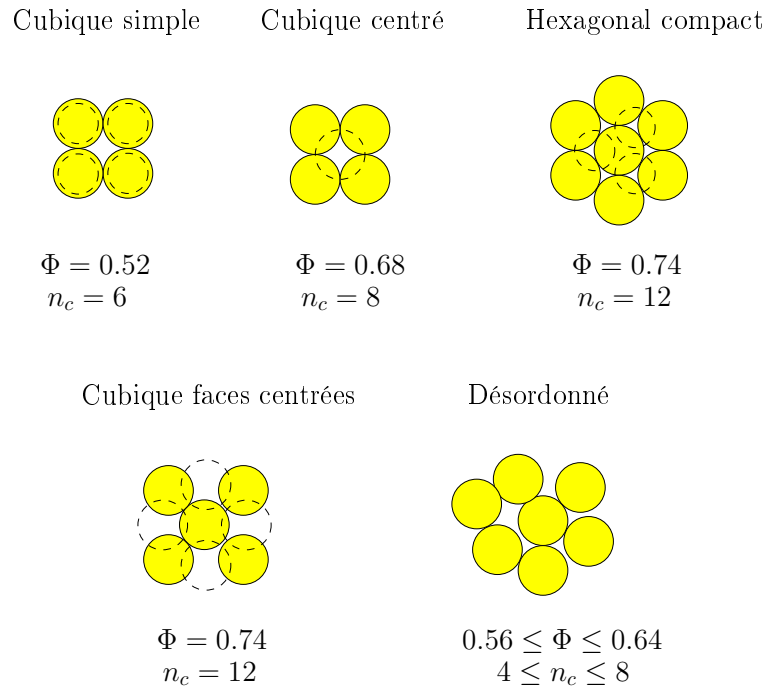 Cubique simple
Cubique centré
Hexagonal compact
Φ = 0.52
n_c = 6
Φ = 0.68
n_c = 8
Φ = 0.74
n_c = 12
Cubique faces centrées
Désordonné
Φ = 0.74
n_c = 12
0.56 ≤ Φ ≤ 0.64
4 ≤ n_c ≤ 8